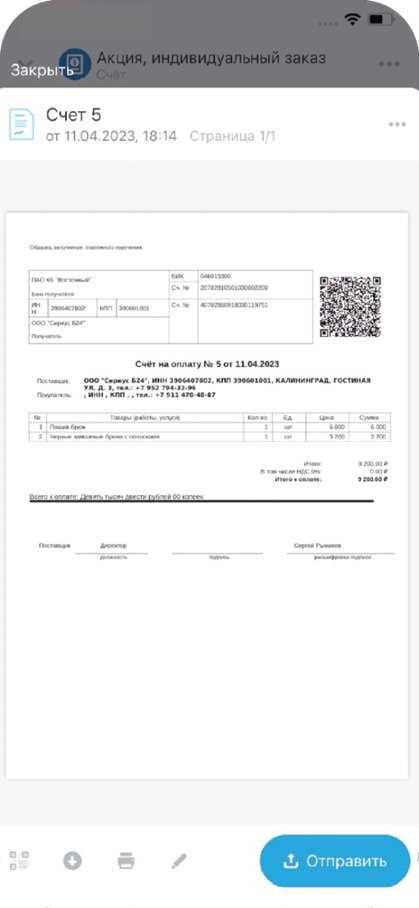 Акция, индивидуальный заказ
Закрыть
Счёт
Счет 5
от 11.04.2023, 18:14 Страница 1/1
Образец заполнения платежного поручения
ПАО КБ "Восточный"
Банк получателя
БИК 046015300
Сч. № 20702810501030002200
ИНН 3906407802 КПП 390601001 Сч. № 40702860918030119751
ООО "Сириус Б24"
Получатель
Счёт на оплату № 5 от 11.04.2023
Поставщик: ООО "Сириус Б24", ИНН 3906407802, КПП 390601001, КАЛИНИНГРАД, ГОСТИНАЯ
УЛ, Д. 3, тел.: +7 952 794-33-96
Покупатель: , ИНН , КПП , , тел.: +7 911 470-48-87
№ Товары (работы, услуги) Кол-во Ед. Цена Сумма
1 Пошив брюк 1 шт 6 000 6 000
2 Черные замшевые брюки с полосками 1 шт 3 200 3 200
Итого: 9 200.00 ₽
В том числе НДС 0%: 0.00 ₽
Итого к оплате: 9 200.00 ₽
Всего к оплате: Девять тысяч двести рублей 00 копеек
Поставщик Директор Сергей Рыжиков
должность подпись расшифровка подписи
Отправить